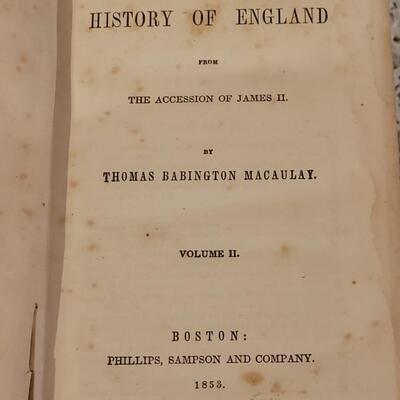 HISTORY OF ENGLAND
FROM
THE ACCESSION OF JAMES II.
BY
THOMAS BABINGTON MACAULAY.
VOLUME II.
BOSTON:
PHILLIPS, SAMPSON AND COMPANY.
1853.